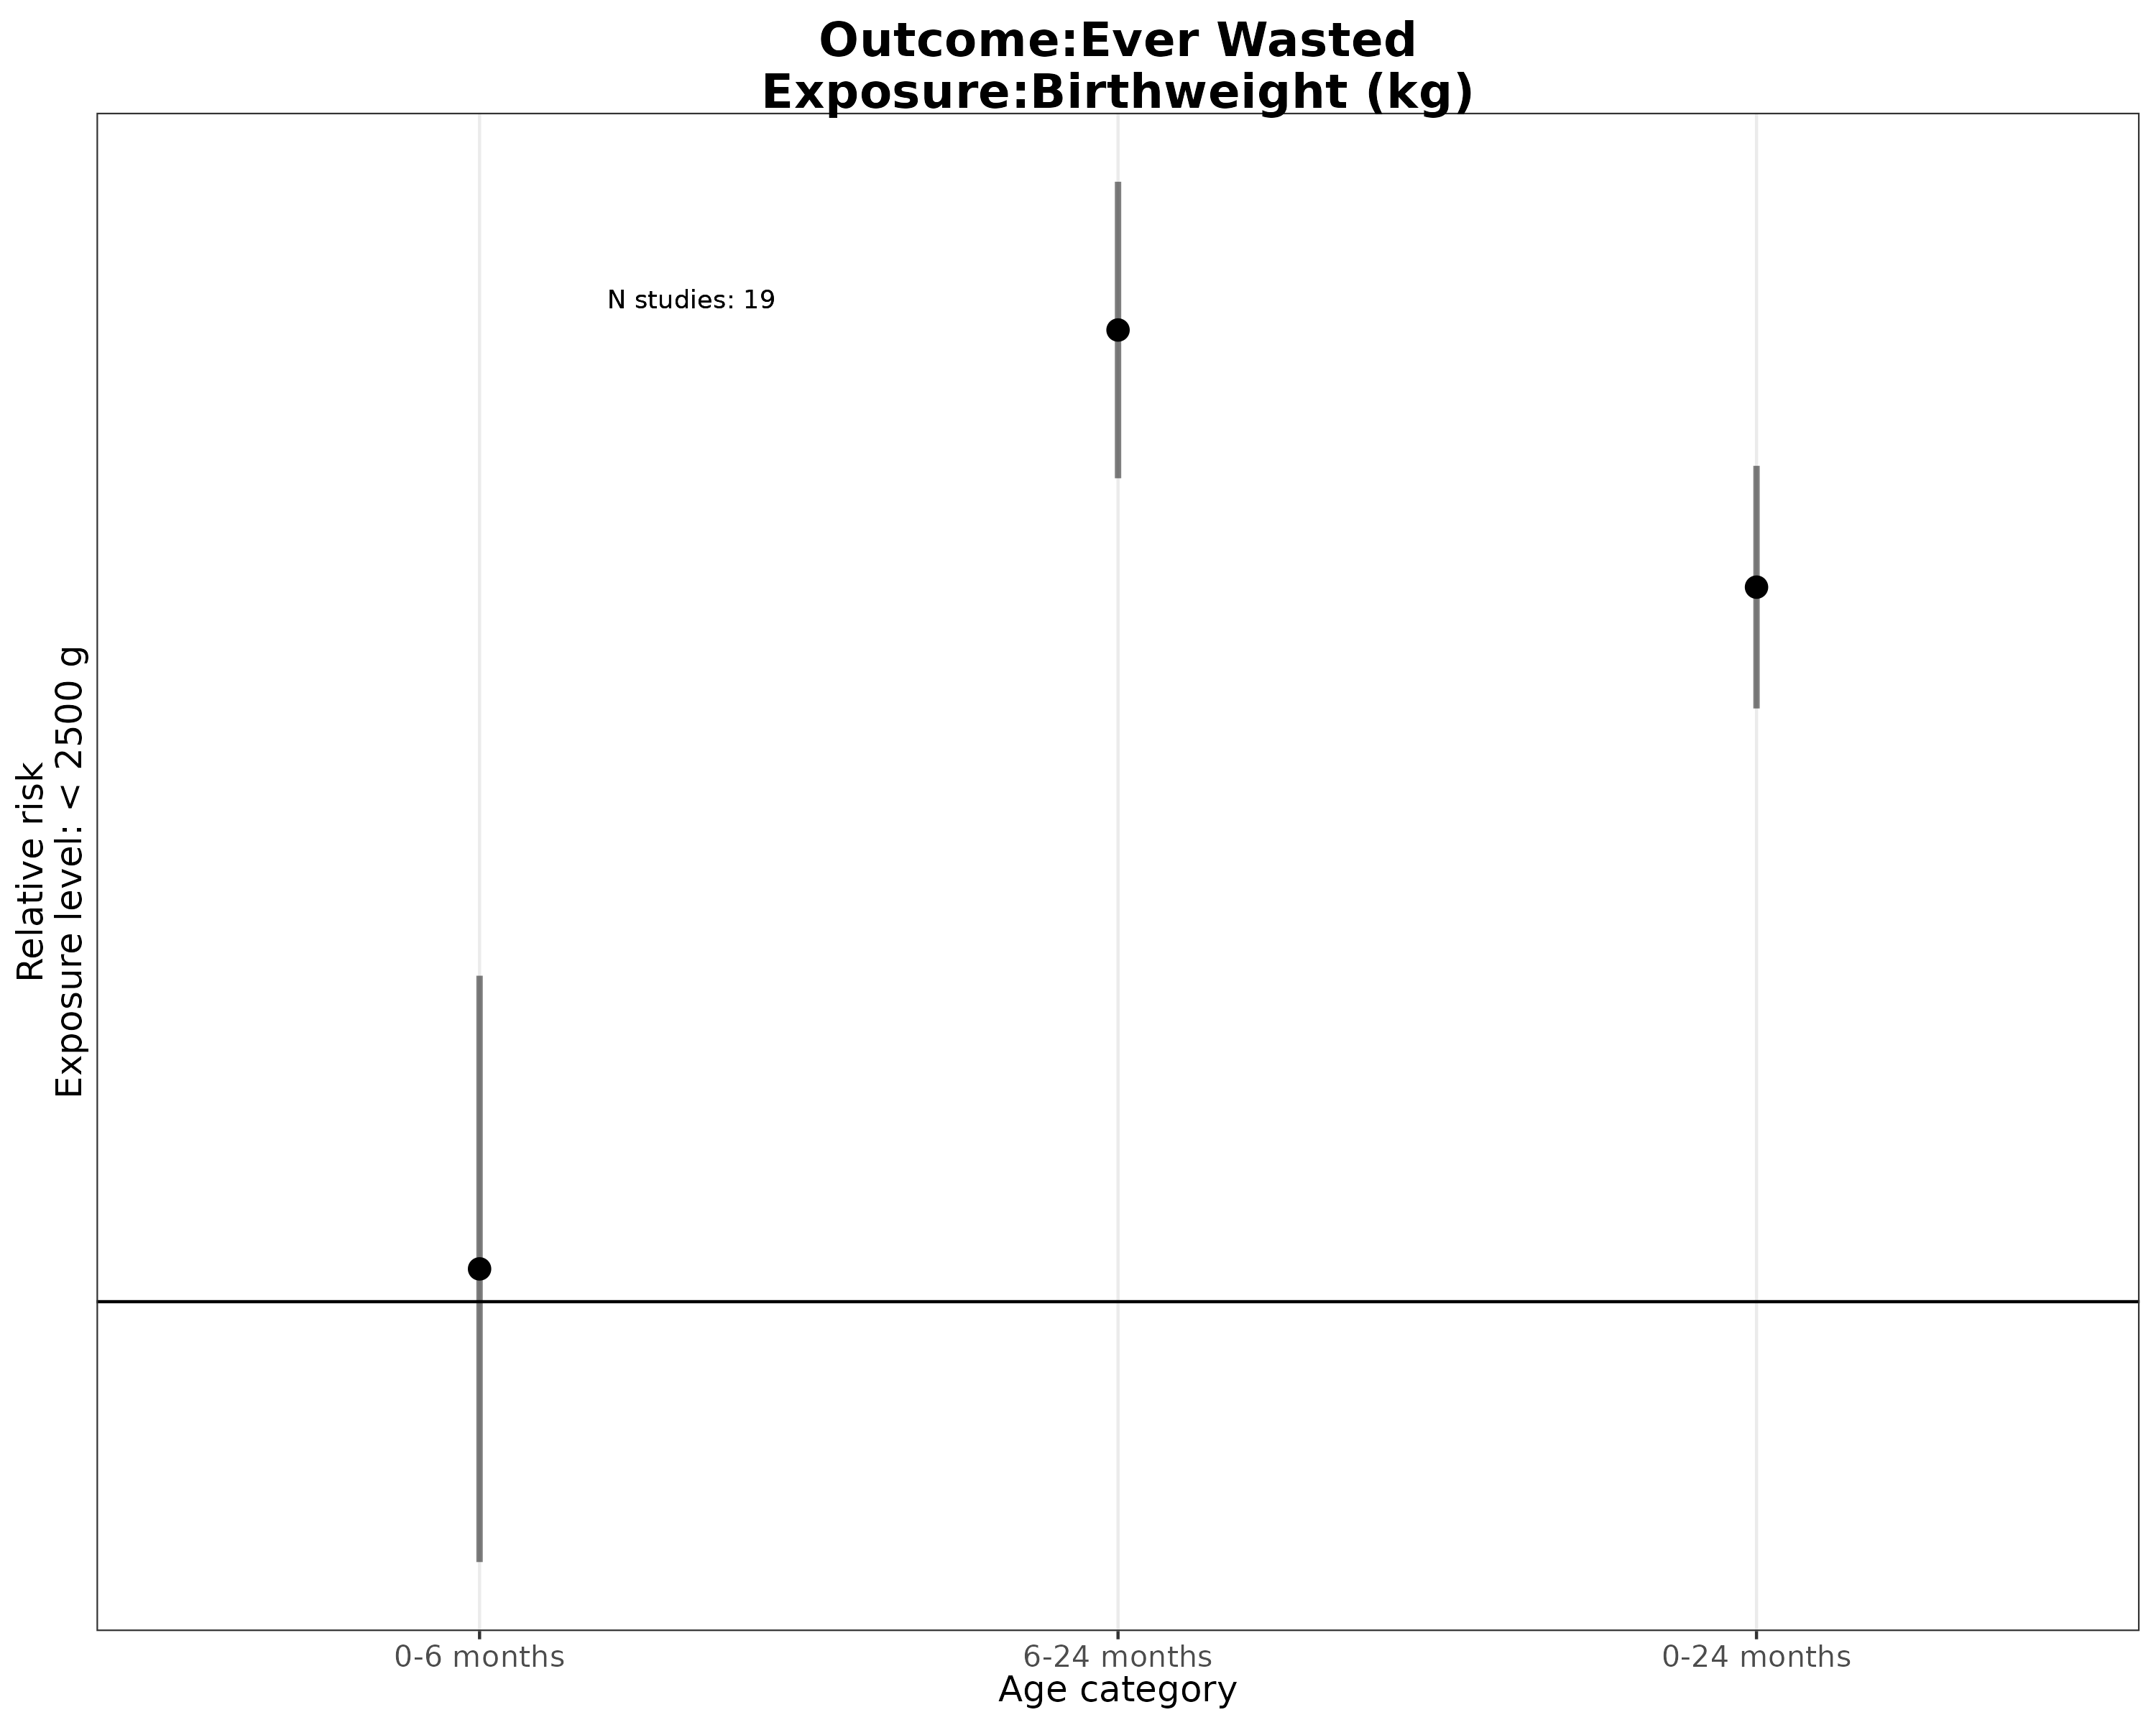 Outcome:Ever Wasted
Exposure:Birthweight (kg)
N studies: 19
Relative risk
Exposure level: < 2500 g
0-6 months
6-24 months
0-24 months
Age category